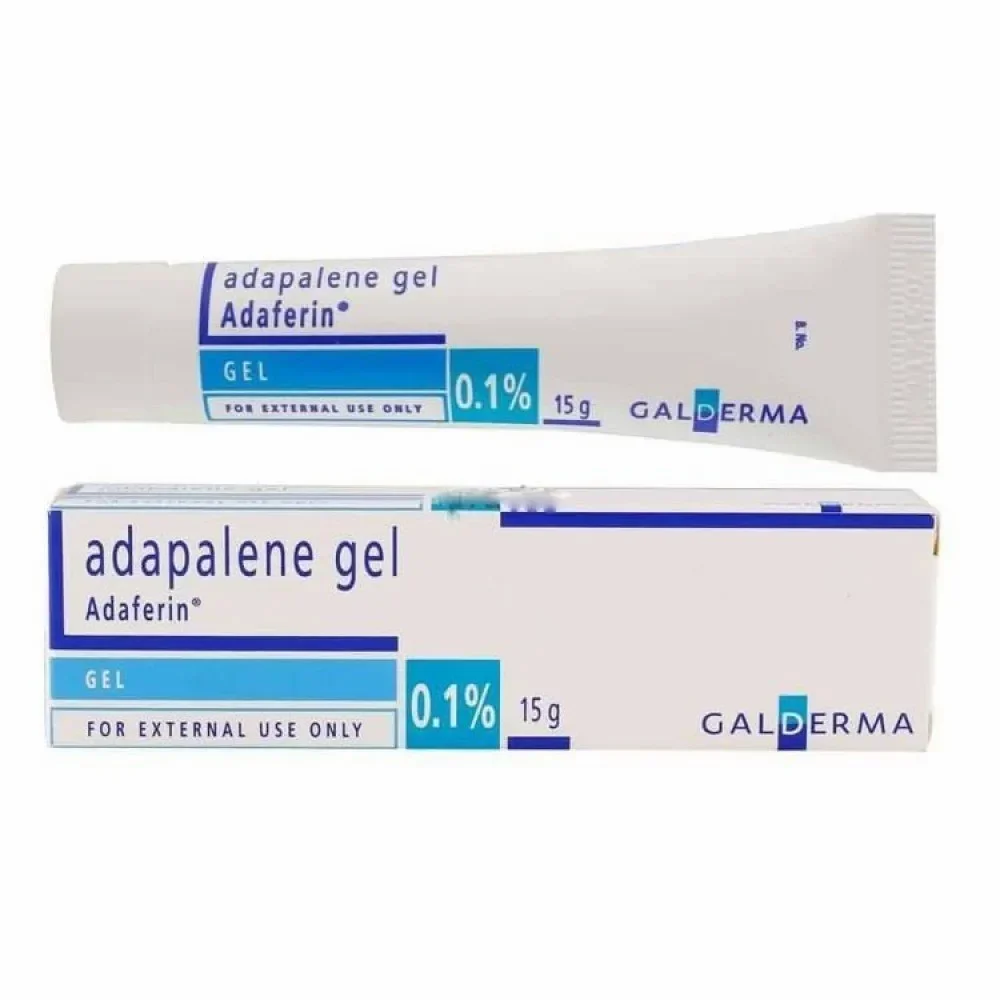 adapalene gel
Adaferin®
GEL
FOR EXTERNAL USE ONLY
0.1%
15 g
GALDERMA
B. No.
adapalene gel
Adaferin®
GEL
FOR EXTERNAL USE ONLY
0.1%
15 g
GALDERMA